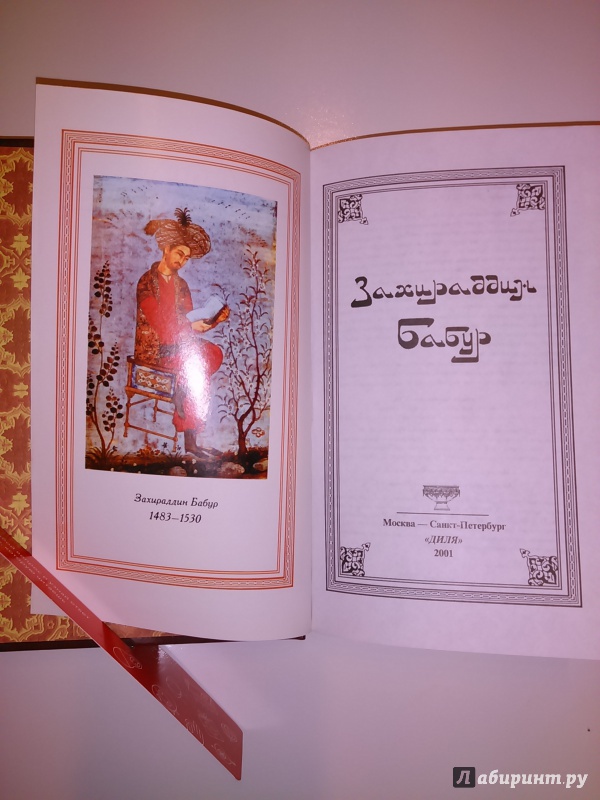 Захираддин Бабур
1483—1530
Захираддин
Бабур
Москва — Санкт-Петербург
«ДИЛЯ»
2001
Лабиринт.ру